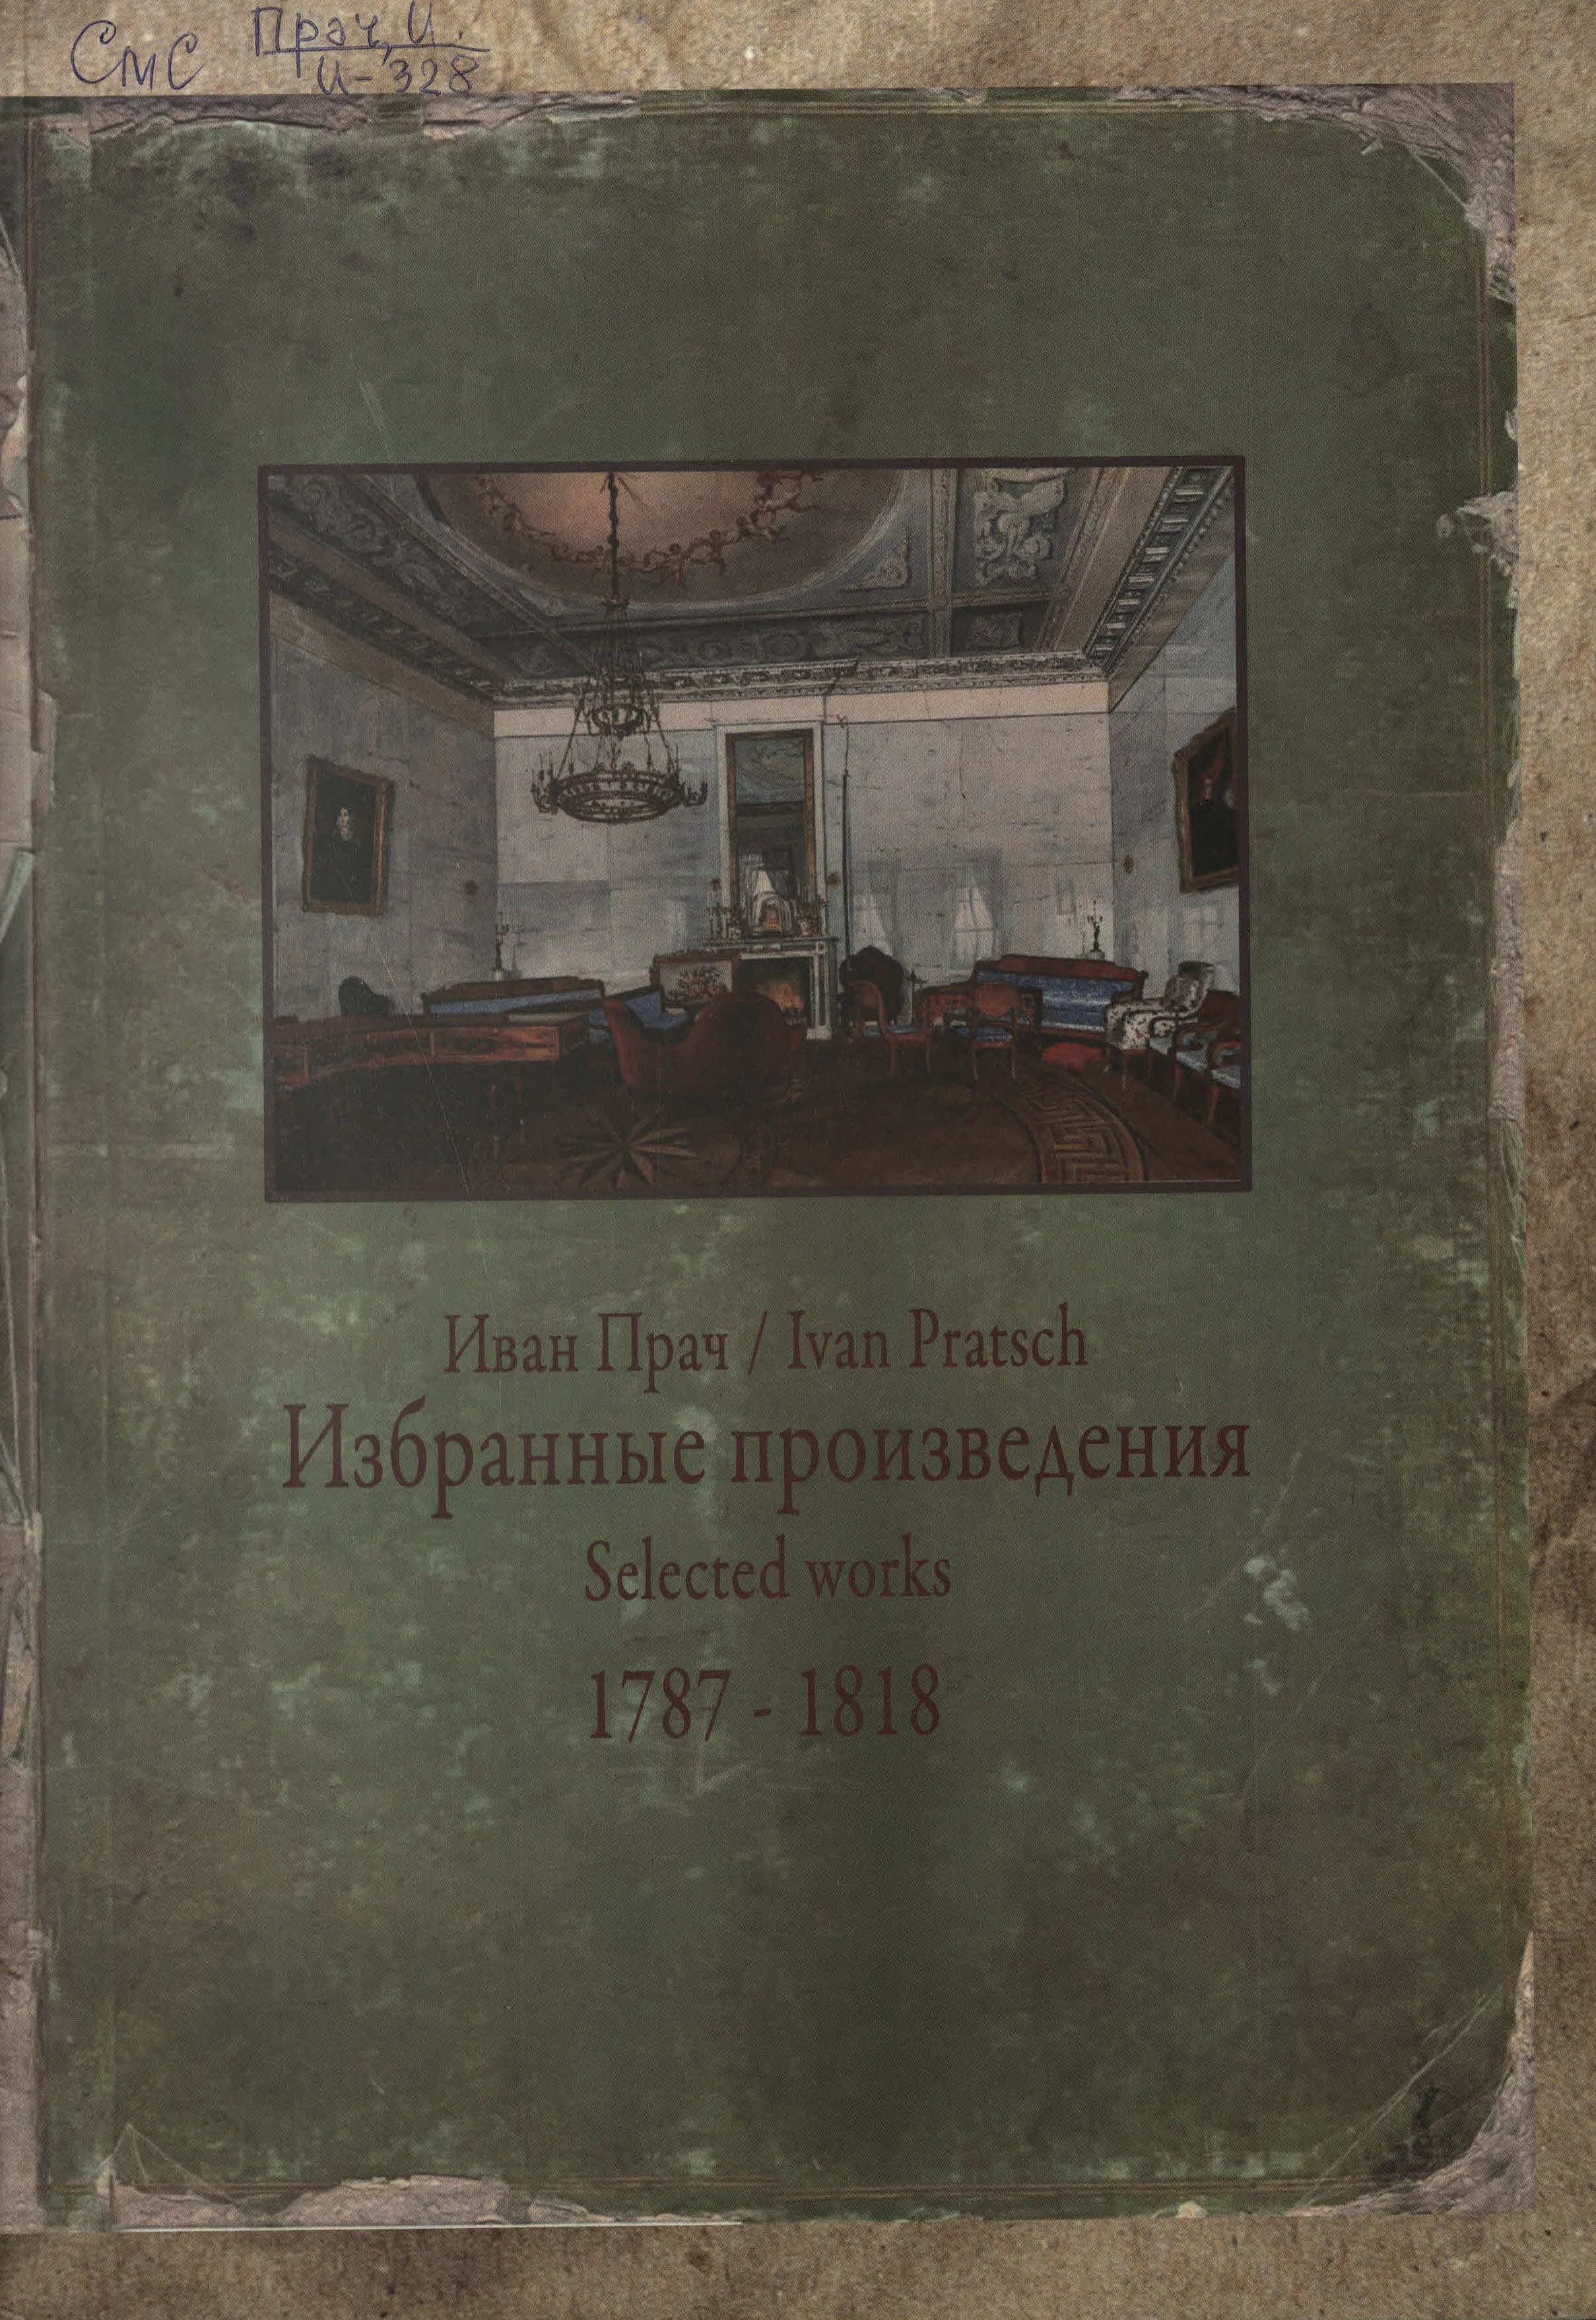 СМС Прач, И.
И-328
Иван Прач / Ivan Pratsch
Избранные произведения
Selected works
1787 - 1818